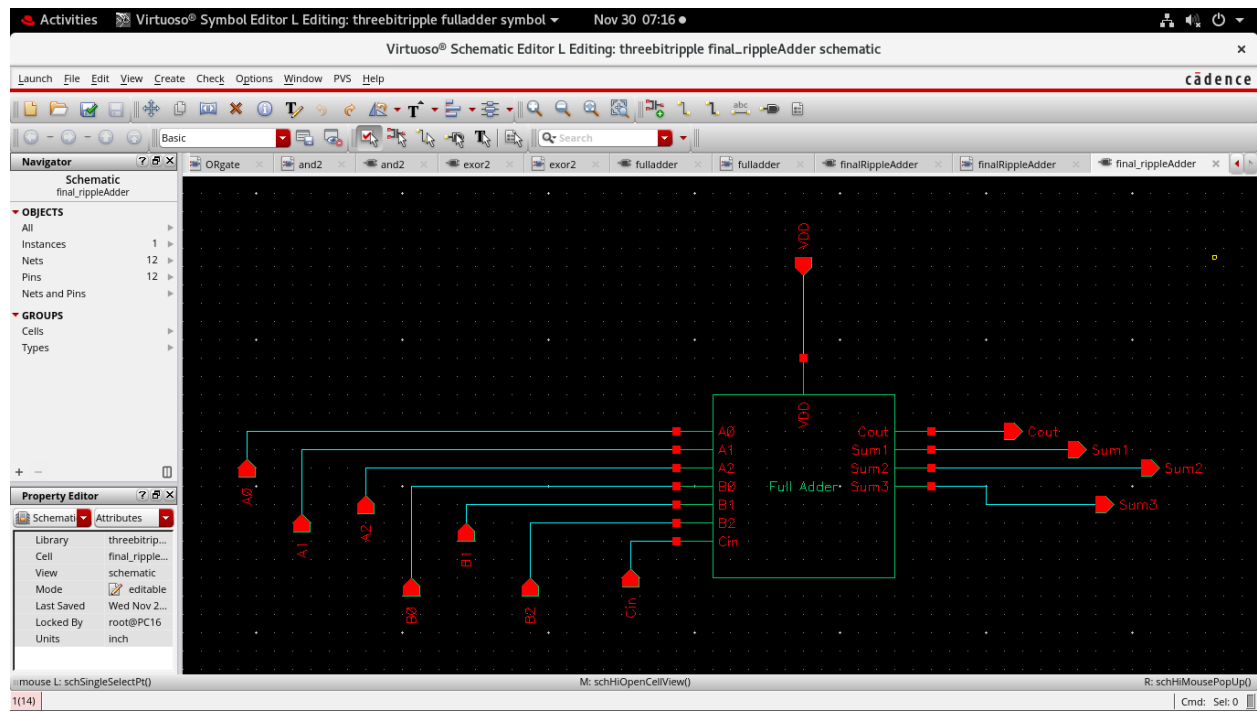 Activities Virtuoso® Symbol Editor L Editing: threebitripple fulladder symbol Nov 30 07:16
Virtuoso® Schematic Editor L Editing: threebitripple final_rippleAdder schematic ×
Launch File Edit View Create Check Options Window PVS Help cādence
abc
Basic Search
Navigator ? ORgate and2 and2 exor2 exor2 fulladder fulladder finalRippleAdder finalRippleAdder final_rippleAdder
Schematic
final_rippleAdder
OBJECTS
All
Instances 1
Nets 12
Pins 12
Nets and Pins
GROUPS
Cells
Types
VDD
VDD
A0 Cout Cout
A1 Sum1 Sum1
A2 Sum2 Sum2
B0 Full Adder Sum3 Sum3
B1
B2
Cin
A0
A1
A2
B1
B0
B2
Cin
Property Editor ?
Schemati Attributes
Library threebitrip...
Cell final_ripple...
View schematic
Mode editable
Last Saved Wed Nov 2...
Locked By root@PC16
Units inch
mouse L: schSingleSelectPt() M: schHiOpenCellView() R: schHiMousePopUp()
1(14) Cmd: Sel: 0